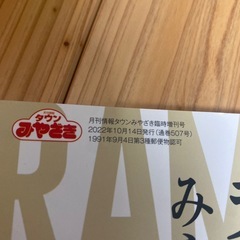 タウン
みやざき
月刊情報タウンみやざき臨時増刊号
2022年10月14日発行(通巻507号)
1991年9月4日第3種郵便物認可
RAN
み